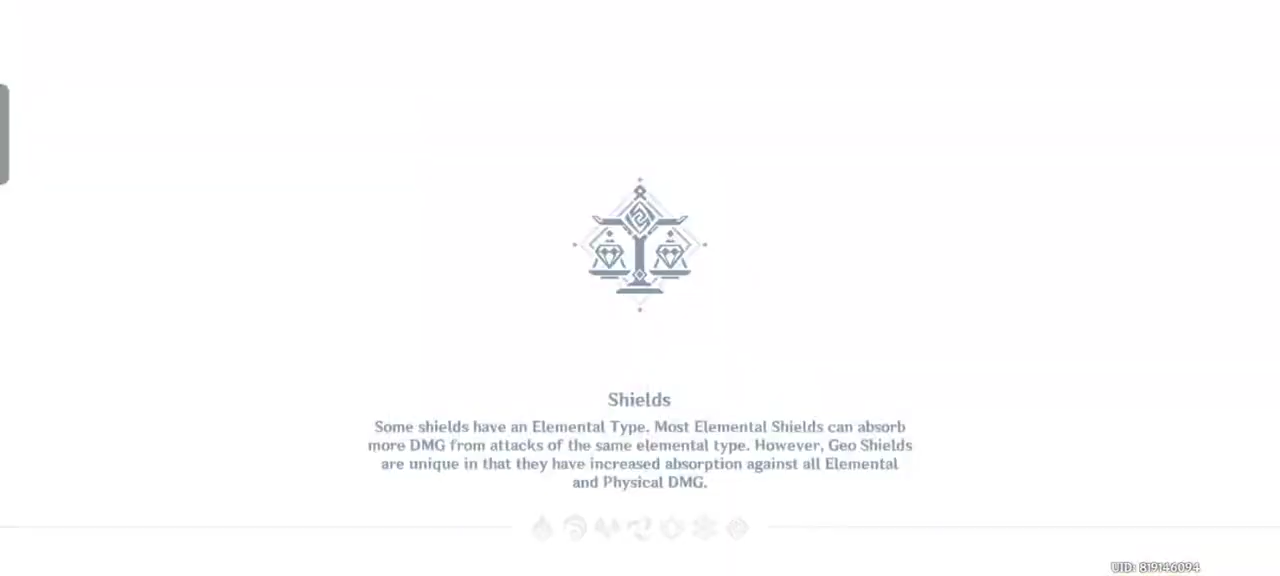 Shields
Some shields have an Elemental Type. Most Elemental Shields can absorb
more DMG from attacks of the same elemental type. However, Geo Shields
are unique in that they have increased absorption against all Elemental
and Physical DMG.
UID: 819146094